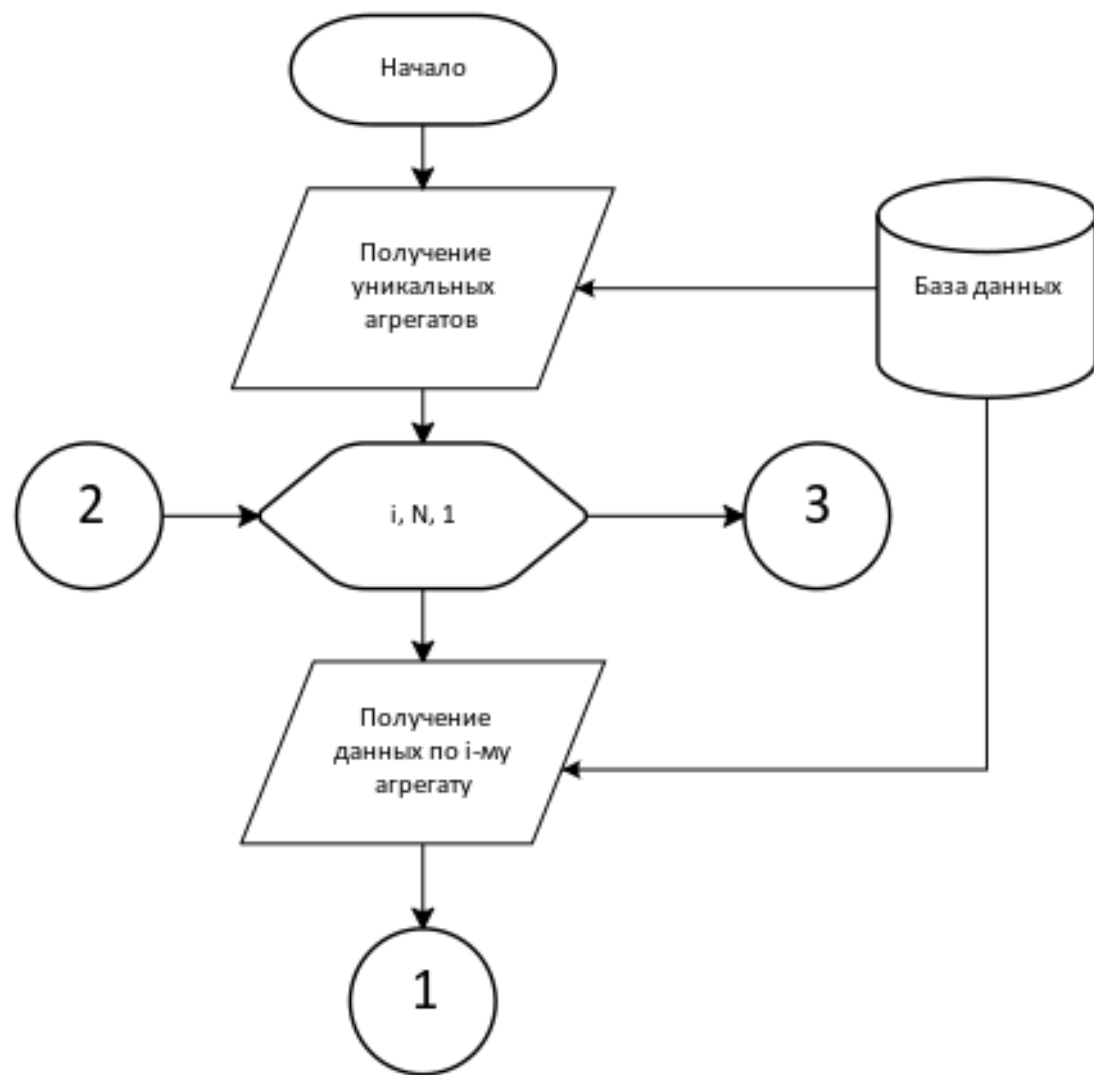 Начало
Получение
уникальных
агрегатов
База данных
2
i, N, 1
3
Получение
данных по i-му
агрегату
1